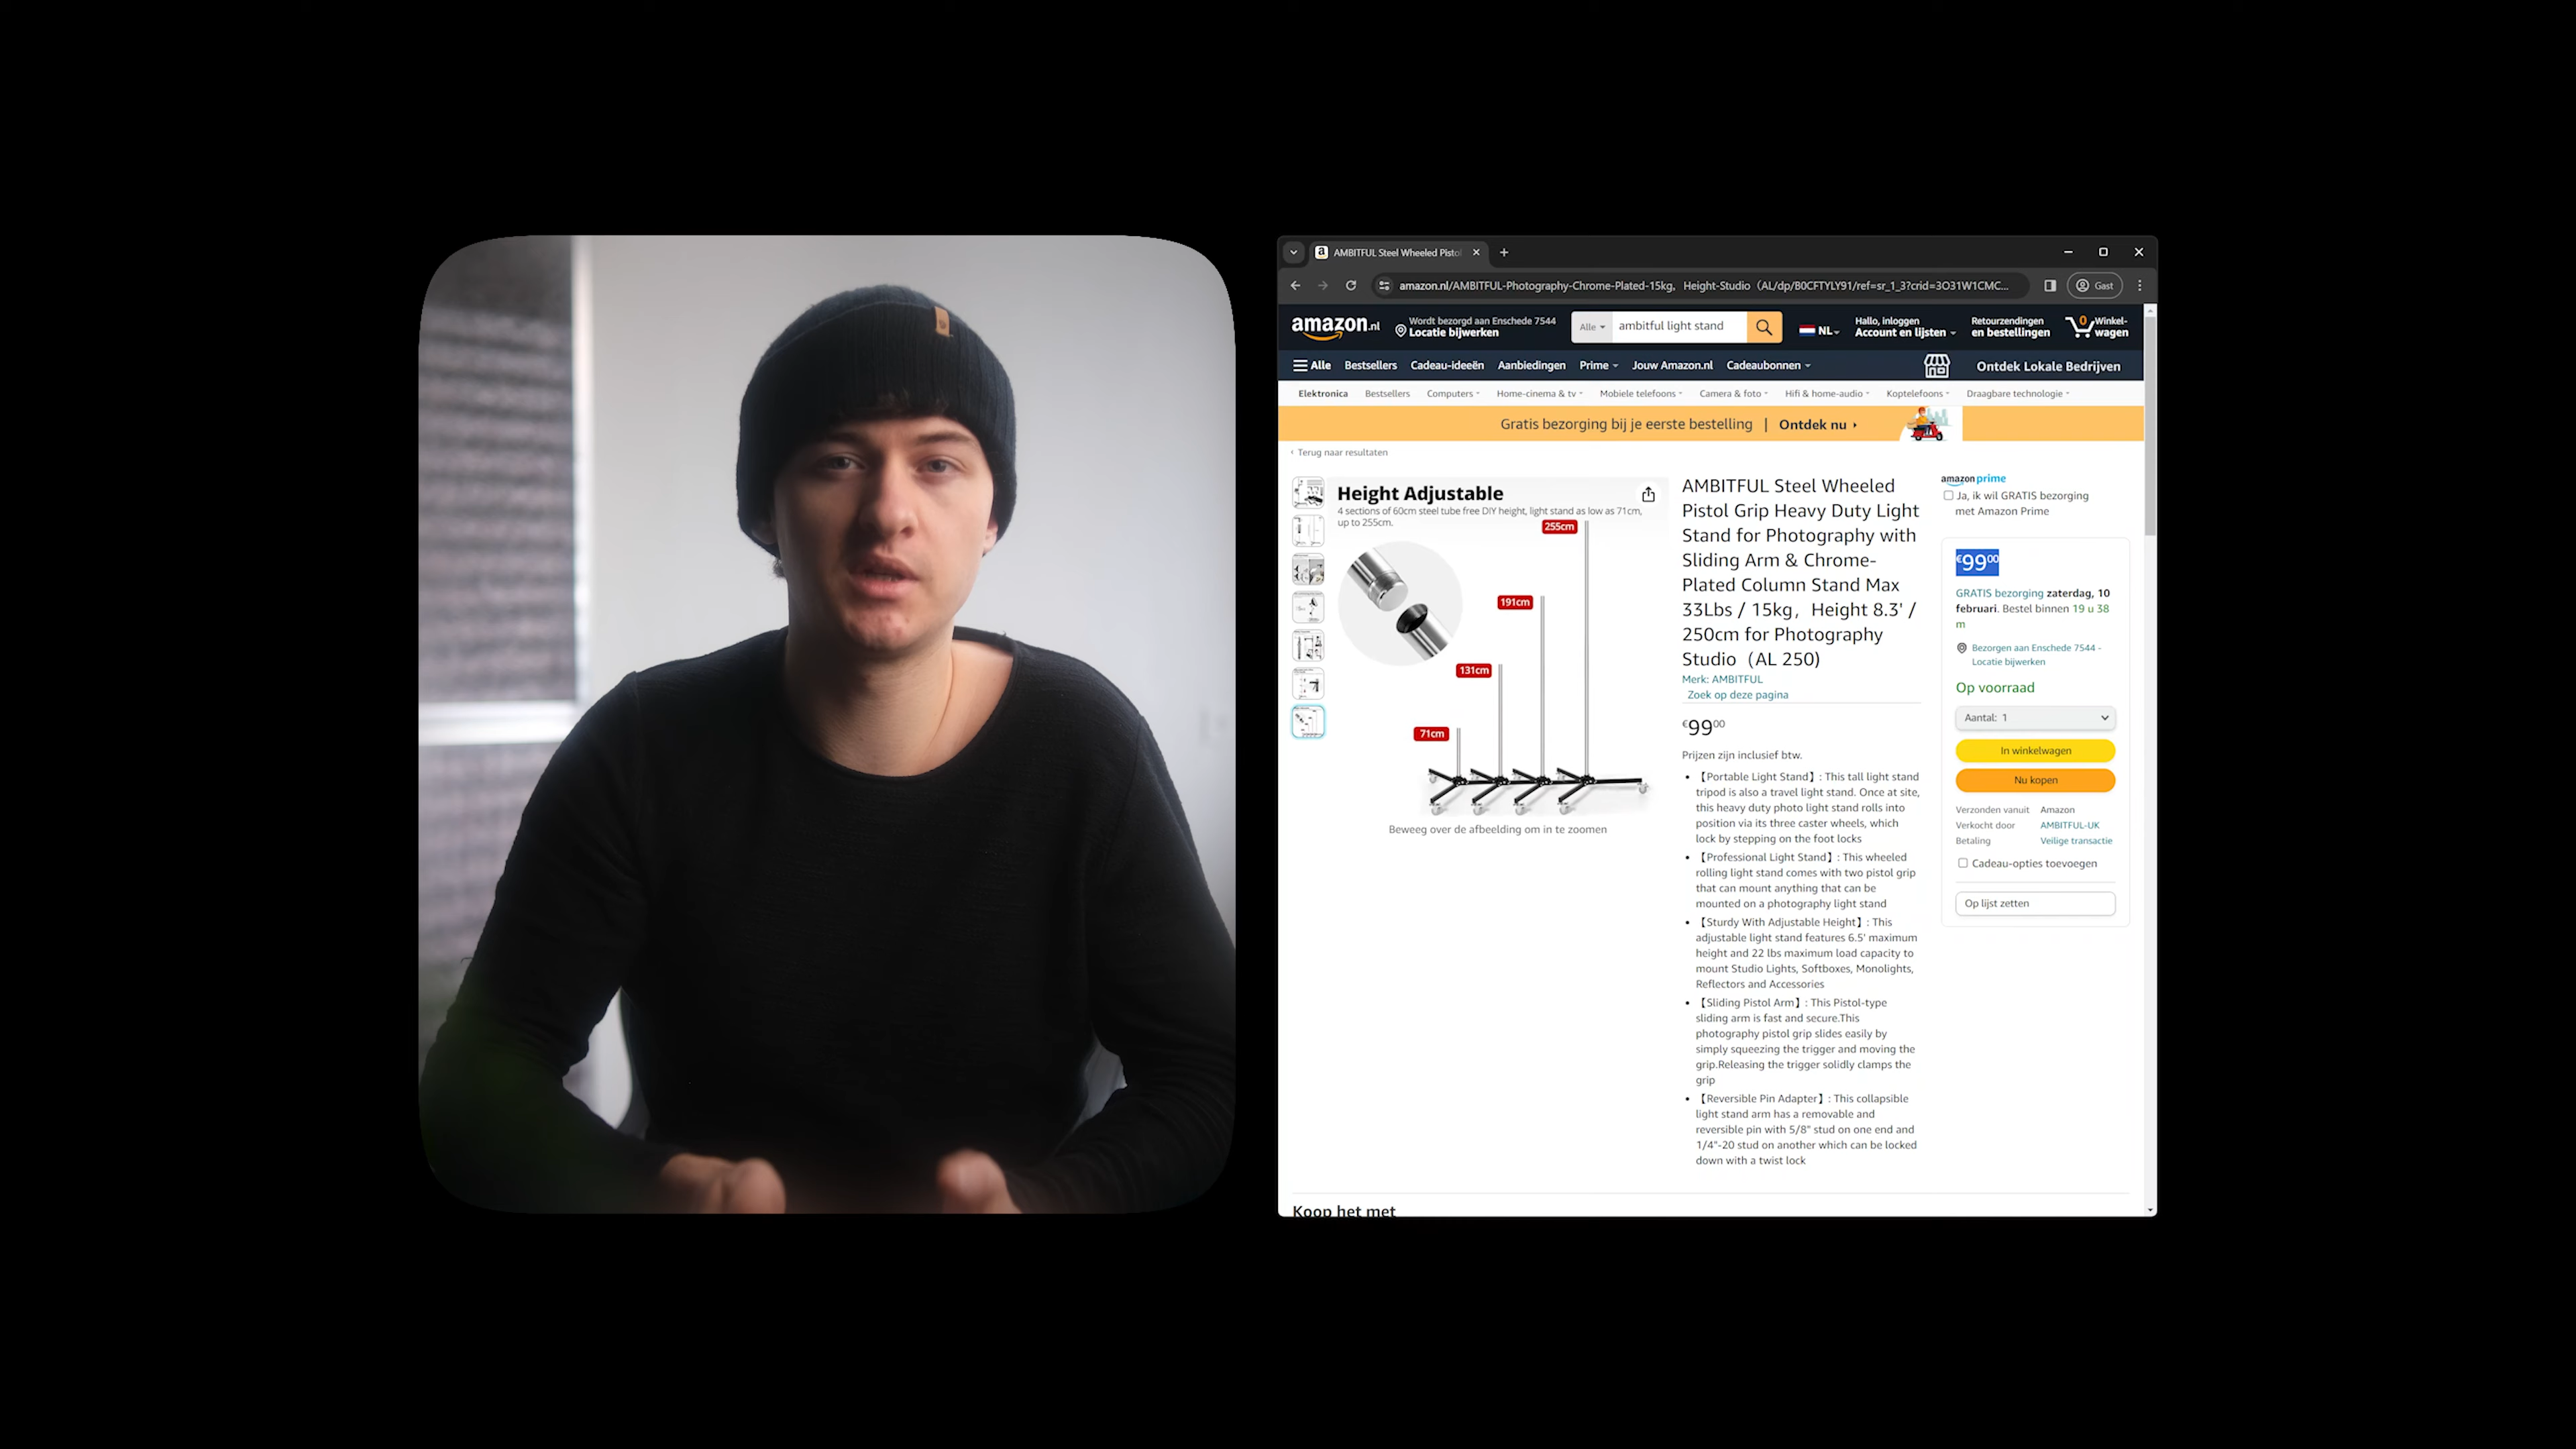 AMBITFUL Steel Wheeled Pistol
amazon.nl/AMBITFUL-Photography-Chrome-Plated-15kg，Height-Studio（AL/dp/B0CFTYLY91/ref=sr_1_3?crid=3O31W1CMC...
Gast
amazon.nl
Wordt bezorgd aan Enschede 7544
Locatie bijwerken
Alle
ambitful light stand
NL
Hallo, inloggen
Account en lijsten
Retourzendingen
en bestellingen
0
Winkel-
wagen
Alle Bestsellers Cadeau-ideeën Aanbiedingen Prime Jouw Amazon.nl Cadeaubonnen
Ontdek Lokale Bedrijven
Elektronica Bestsellers Computers Home-cinema & tv Mobiele telefoons Camera & foto Hifi & home-audio Koptelefoons Draagbare technologie
Gratis bezorging bij je eerste bestelling | Ontdek nu
‹ Terug naar resultaten
Height Adjustable
4 sections of 60cm steel tube free DIY height, light stand as low as 71cm,
up to 255cm.
255cm
191cm
131cm
71cm
Beweeg over de afbeelding om in te zoomen
AMBITFUL Steel Wheeled
Pistol Grip Heavy Duty Light
Stand for Photography with
Sliding Arm & Chrome-
Plated Column Stand Max
33Lbs / 15kg，Height 8.3' /
250cm for Photography
Studio（AL 250)
Merk: AMBITFUL
Zoek op deze pagina
€99⁰⁰
Prijzen zijn inclusief btw.
• 【Portable Light Stand】: This tall light stand
tripod is also a travel light stand. Once at site,
this heavy duty photo light stand rolls into
position via its three caster wheels, which
lock by stepping on the foot locks
• 【Professional Light Stand】: This wheeled
rolling light stand comes with two pistol grip
that can mount anything that can be
mounted on a photography light stand
• 【Sturdy With Adjustable Height】: This
adjustable light stand features 6.5' maximum
height and 22 lbs maximum load capacity to
mount Studio Lights, Softboxes, Monolights,
Reflectors and Accessories
• 【Sliding Pistol Arm】: This Pistol-type
sliding arm is fast and secure.This
photography pistol grip slides easily by
simply squeezing the trigger and moving the
grip.Releasing the trigger solidly clamps the
grip
• 【Reversible Pin Adapter】: This collapsible
light stand arm has a removable and
reversible pin with 5/8" stud on one end and
1/4"-20 stud on another which can be locked
down with a twist lock
amazon prime
Ja, ik wil GRATIS bezorging
met Amazon Prime
€99⁰⁰
GRATIS bezorging zaterdag, 10
februari. Bestel binnen 19 u 38
m
Bezorgen aan Enschede 7544 -
Locatie bijwerken
Op voorraad
Aantal: 1
In winkelwagen
Nu kopen
Verzonden vanuit Amazon
Verkocht door AMBITFUL-UK
Betaling Veilige transactie
Cadeau-opties toevoegen
Op lijst zetten
Koop het met